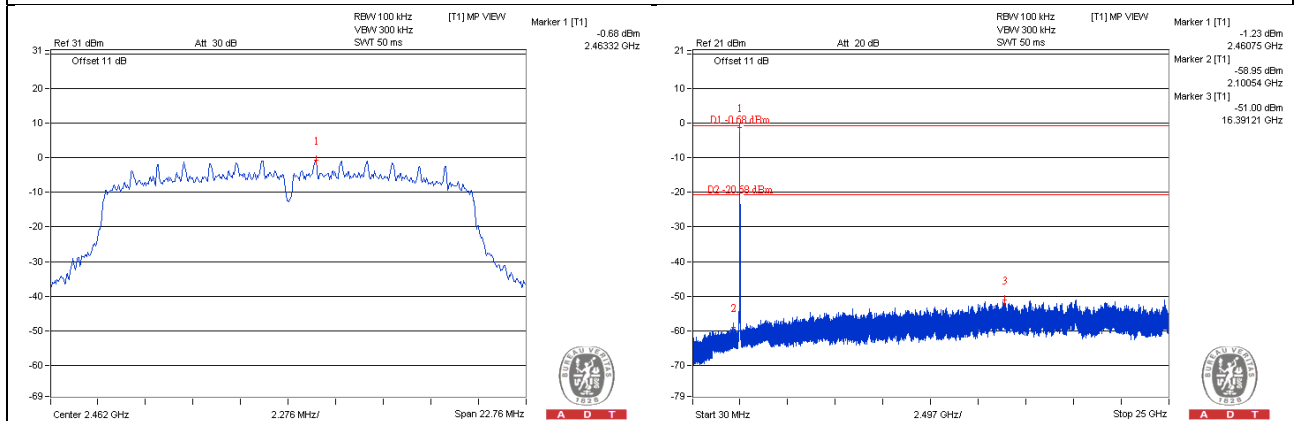 RBW 100 kHz
VBW 300 kHz
SWT 50 ms
[T1] MP VIEW
Ref 31 dBm
Att 30 dB
Offset 11 dB
Marker 1 [T1]
-0.68 dBm
2.46332 GHz
31
20
10
0
-10
-20
-30
-40
-50
-60
-69
1
Center 2.462 GHz
2.276 MHz/
Span 22.76 MHz
BUREAU VERITAS
1828
A D T
RBW 100 kHz
VBW 300 kHz
SWT 50 ms
[T1] MP VIEW
Ref 21 dBm
Att 20 dB
Offset 11 dB
Marker 1 [T1]
-1.23 dBm
2.46075 GHz
Marker 2 [T1]
-58.95 dBm
2.10054 GHz
Marker 3 [T1]
-51.00 dBm
16.39121 GHz
21
10
0
-10
-20
-30
-40
-50
-60
-70
-79
1
D1 -0.68 dBm
D2 -20.68 dBm
2
3
Start 30 MHz
2.497 GHz/
Stop 25 GHz
BUREAU VERITAS
1828
A D T